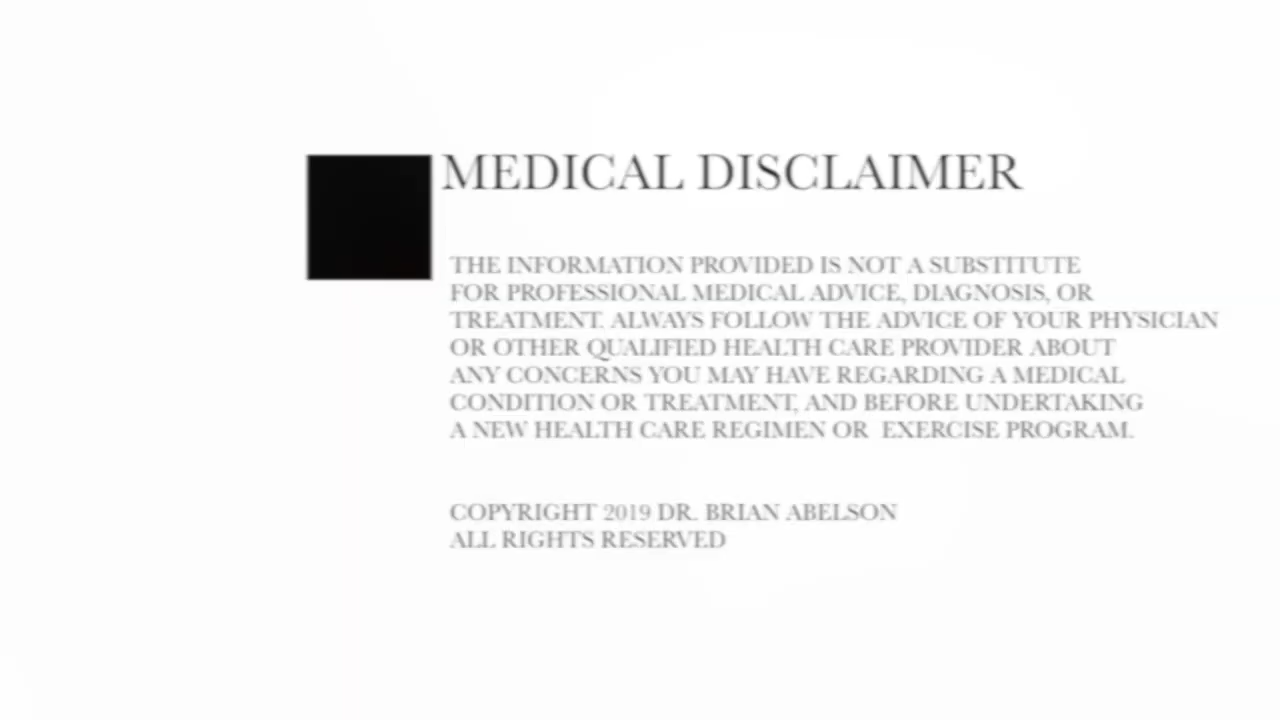 MEDICAL DISCLAIMER
THE INFORMATION PROVIDED IS NOT A SUBSTITUTE
FOR PROFESSIONAL MEDICAL ADVICE, DIAGNOSIS, OR
TREATMENT. ALWAYS FOLLOW THE ADVICE OF YOUR PHYSICIAN
OR OTHER QUALIFIED HEALTH CARE PROVIDER ABOUT
ANY CONCERNS YOU MAY HAVE REGARDING A MEDICAL
CONDITION OR TREATMENT, AND BEFORE UNDERTAKING
A NEW HEALTH CARE REGIMEN OR EXERCISE PROGRAM.
COPYRIGHT 2019 DR. BRIAN ABELSON
ALL RIGHTS RESERVED